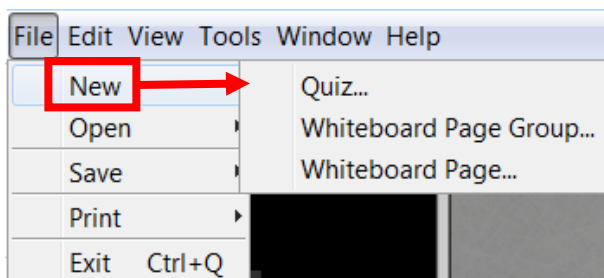 File Edit View Tools Window Help
New
Quiz...
Open
Whiteboard Page Group...
Save
Whiteboard Page...
Print
Exit Ctrl+Q